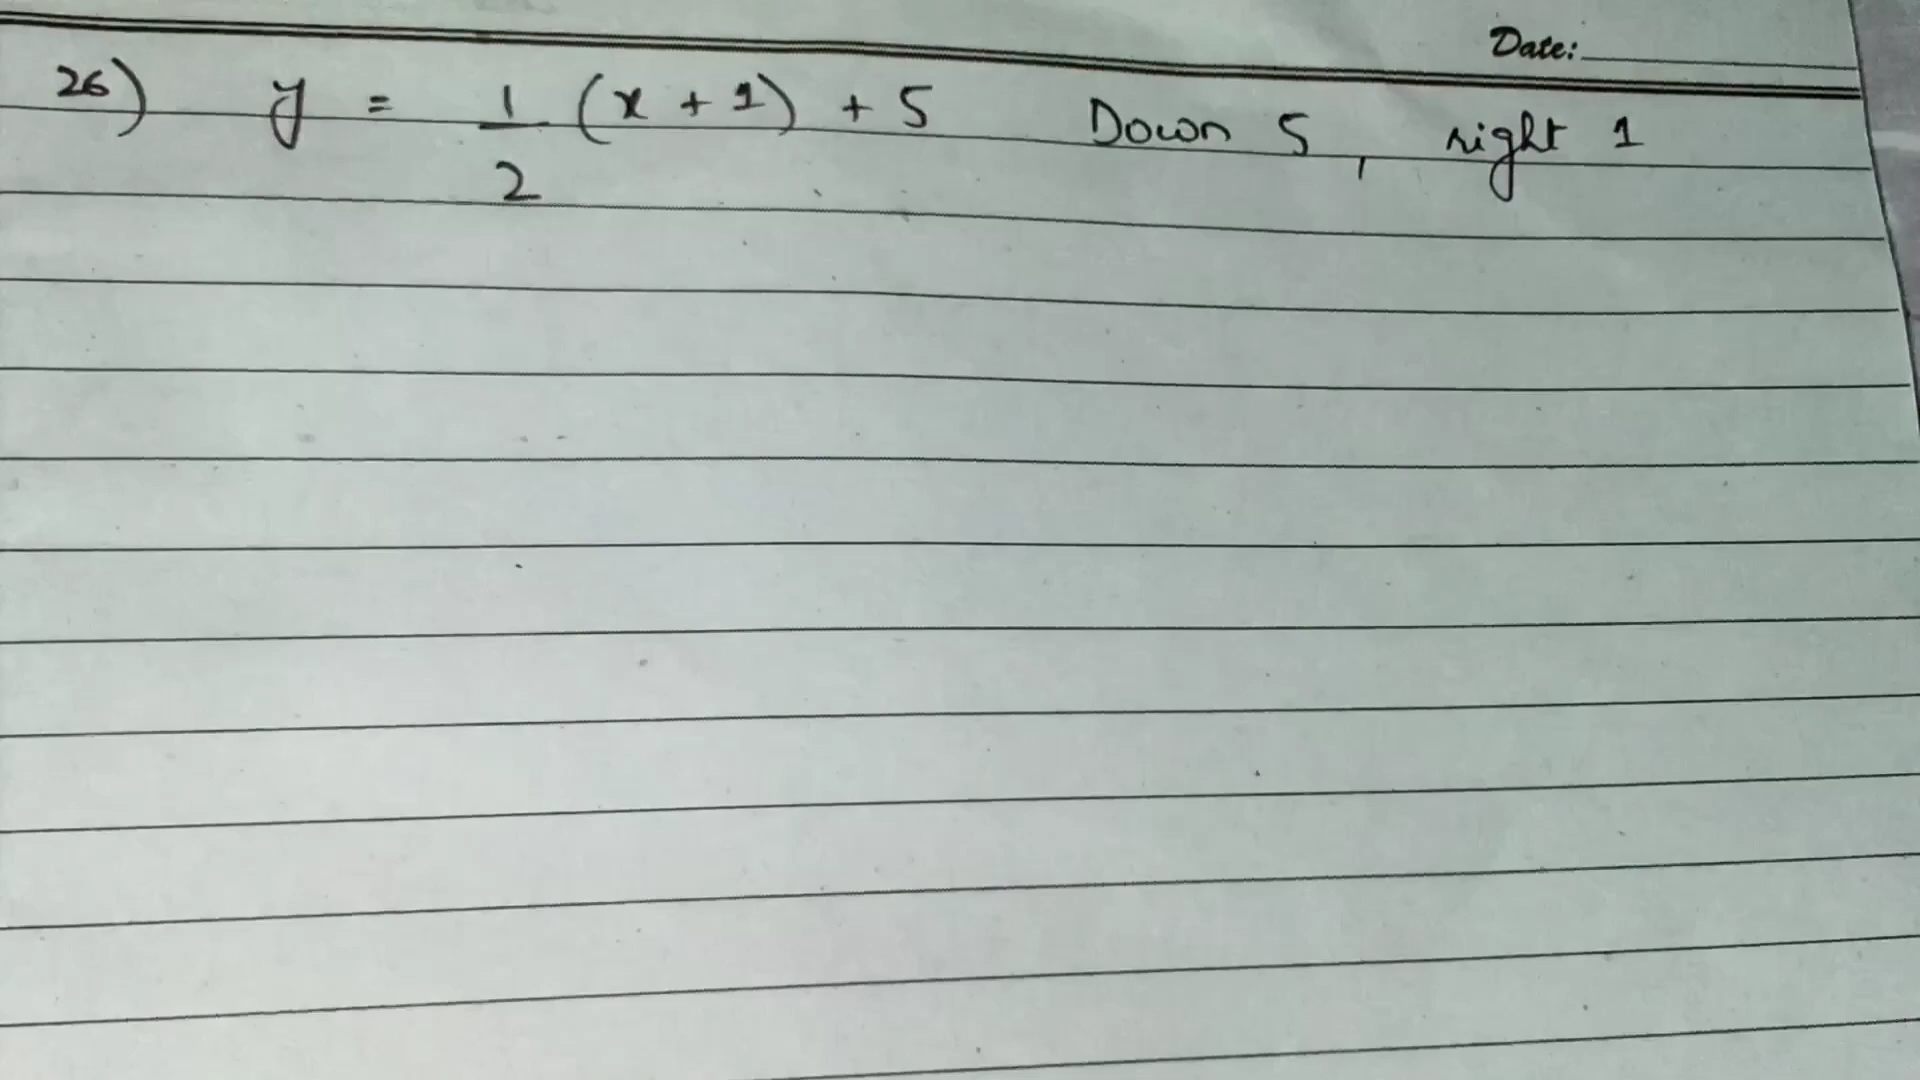 Date:
26) y = 1/2 (x + 1) + 5 Down 5, right 1